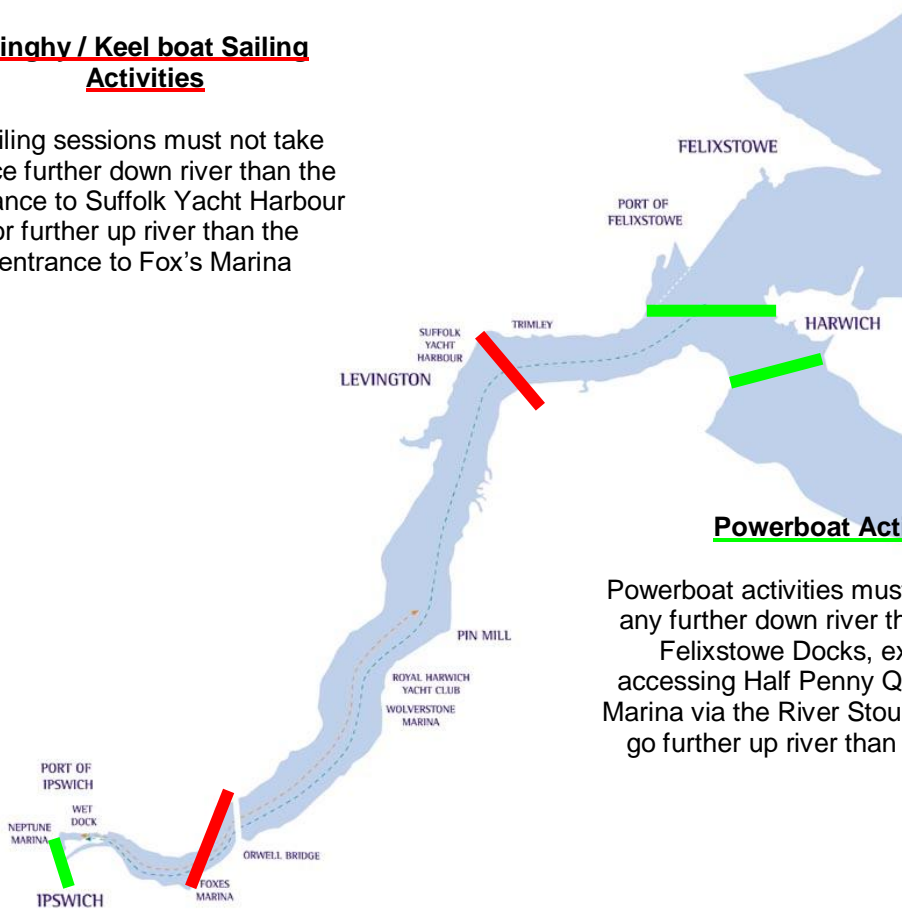 inghy / Keel boat Sailing
Activities
iling sessions must not take
ce further down river than the
ance to Suffolk Yacht Harbour
or further up river than the
entrance to Fox's Marina
FELIXSTOWE
PORT OF
FELIXSTOWE
HARWICH
TRIMLEY
SUFFOLK
YACHT
HARBOUR
LEVINGTON
Powerboat Act
Powerboat activities must
any further down river th
Felixstowe Docks, ex
accessing Half Penny Q
Marina via the River Stou
go further up river than
PIN MILL
ROYAL HARWICH
YACHT CLUB
WOLVERSTONE
MARINA
PORT OF
IPSWICH
WET
DOCK
NEPTUNE
MARINA
ORWELL BRIDGE
FOXES
MARINA
IPSWICH